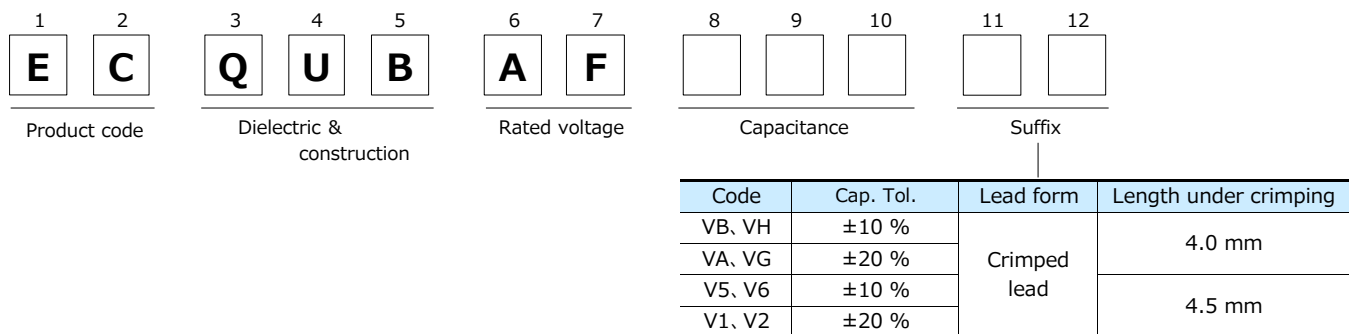 1 2 3 4 5 6 7 8 9 10 11 12
E C Q U B A F
Product code Dielectric & construction Rated voltage Capacitance Suffix
Code Cap. Tol. Lead form Length under crimping
VB、VH ±10 % Crimped lead 4.0 mm
VA、VG ±20 %
V5、V6 ±10 % 4.5 mm
V1、V2 ±20 %